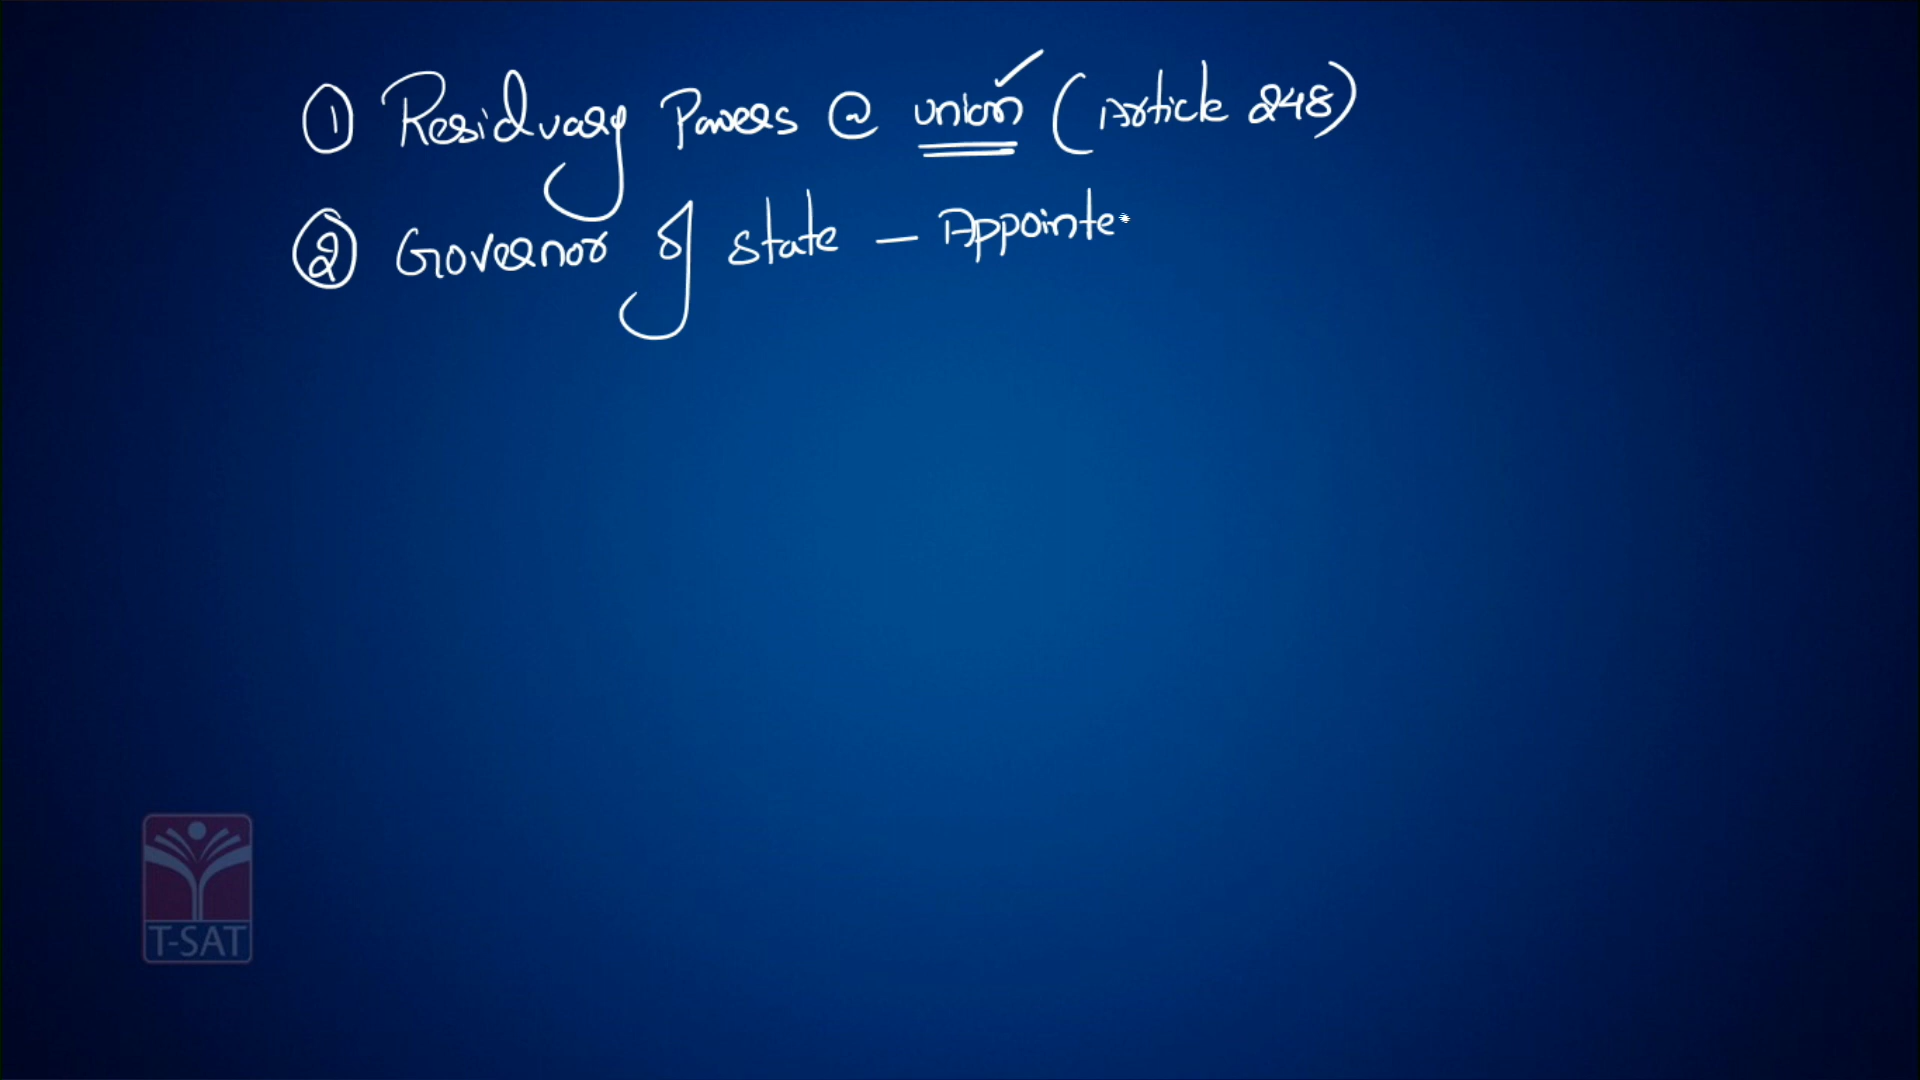 ① Residuary Powers @ union (Article 248)
② Governor of state – Appointe
T-SAT